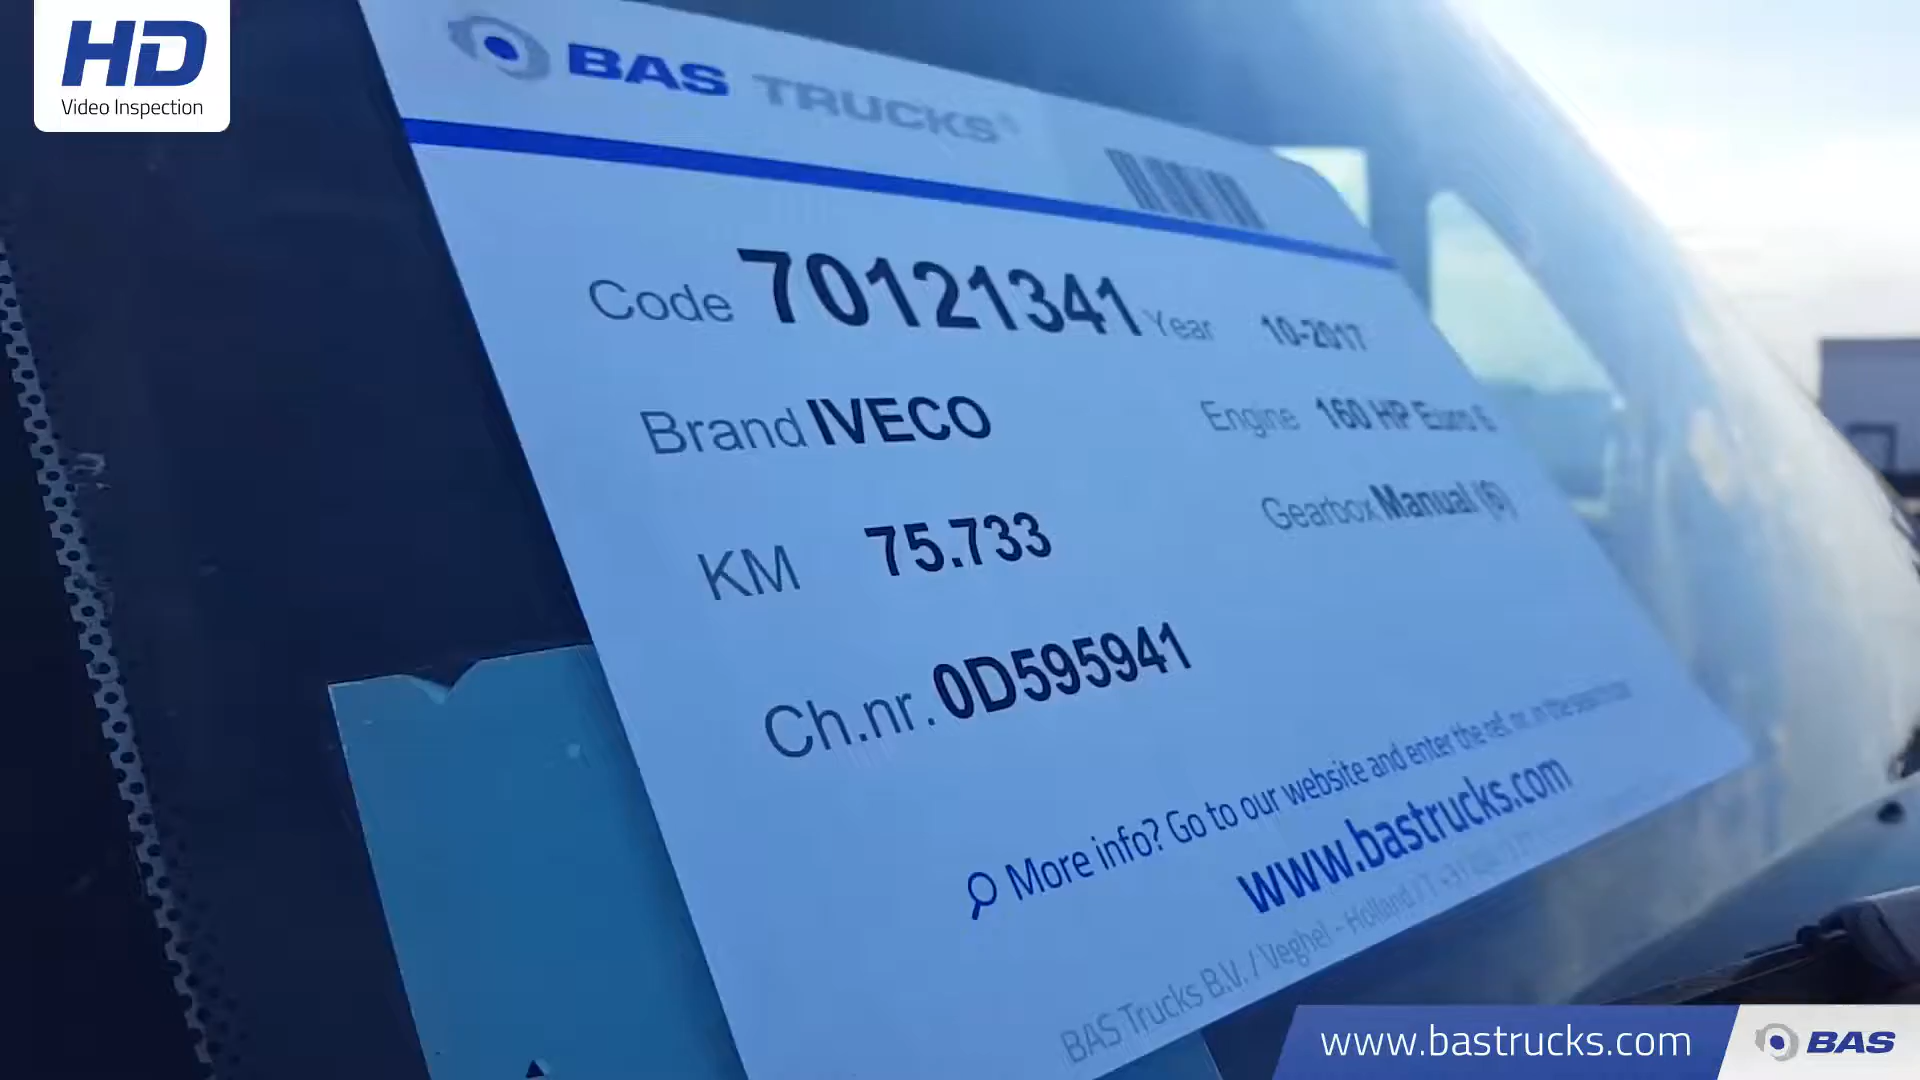 HD
Video Inspection
BAS TRUCKS®
Code 70121341 Year 10-2017
Brand IVECO Engine 160 HP Euro 6
KM 75.733 Gearbox Manual (6)
Ch.nr. 0D595941
More info? Go to our website and enter the ref. nr. in the search bar
www.bastrucks.com
BAS Trucks B.V. / Veghel - Holland / T +31
www.bastrucks.com
BAS